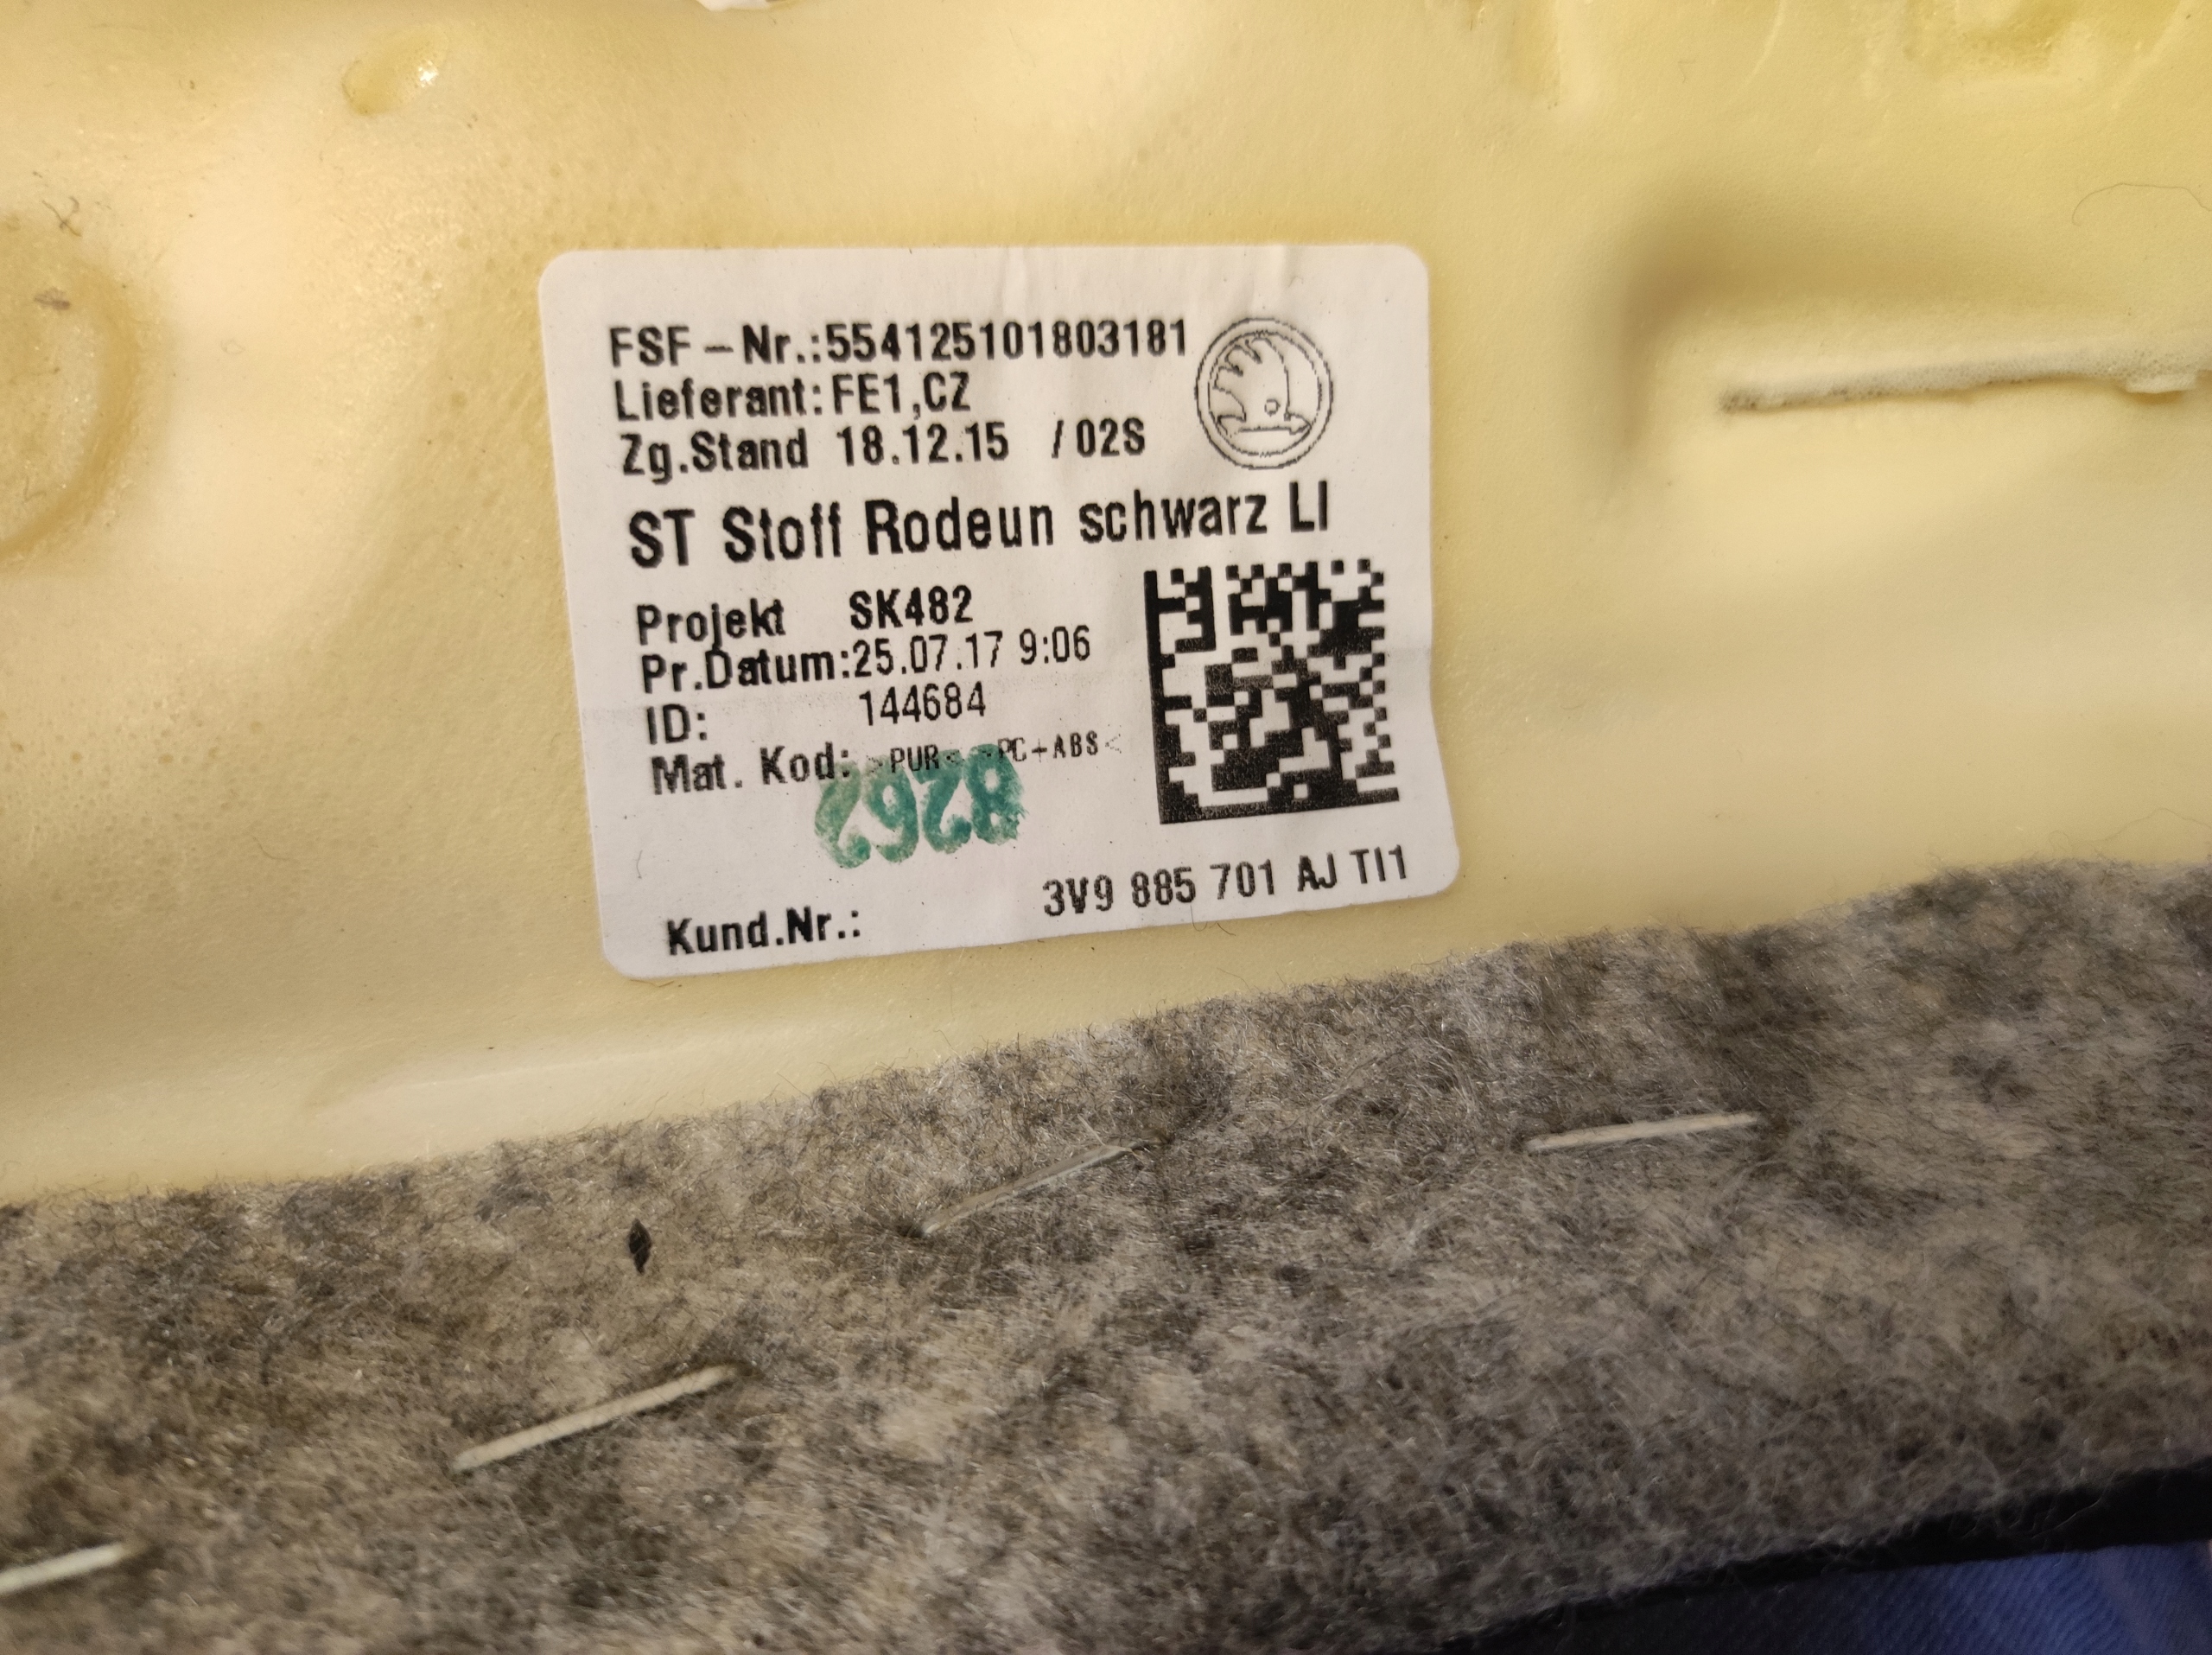 FSF-Nr.:554125101803181
Lieferant:FE1,CZ
Zg.Stand 18.12.15 /02S
ST Stoff Rodeun schwarz LI
Projekt SK482
Pr.Datum:25.07.17 9:06
ID: 144684
Mat. Kod: >PUR< >PC+ABS<
8262
Kund.Nr.: 3V9 885 701 AJ TI1